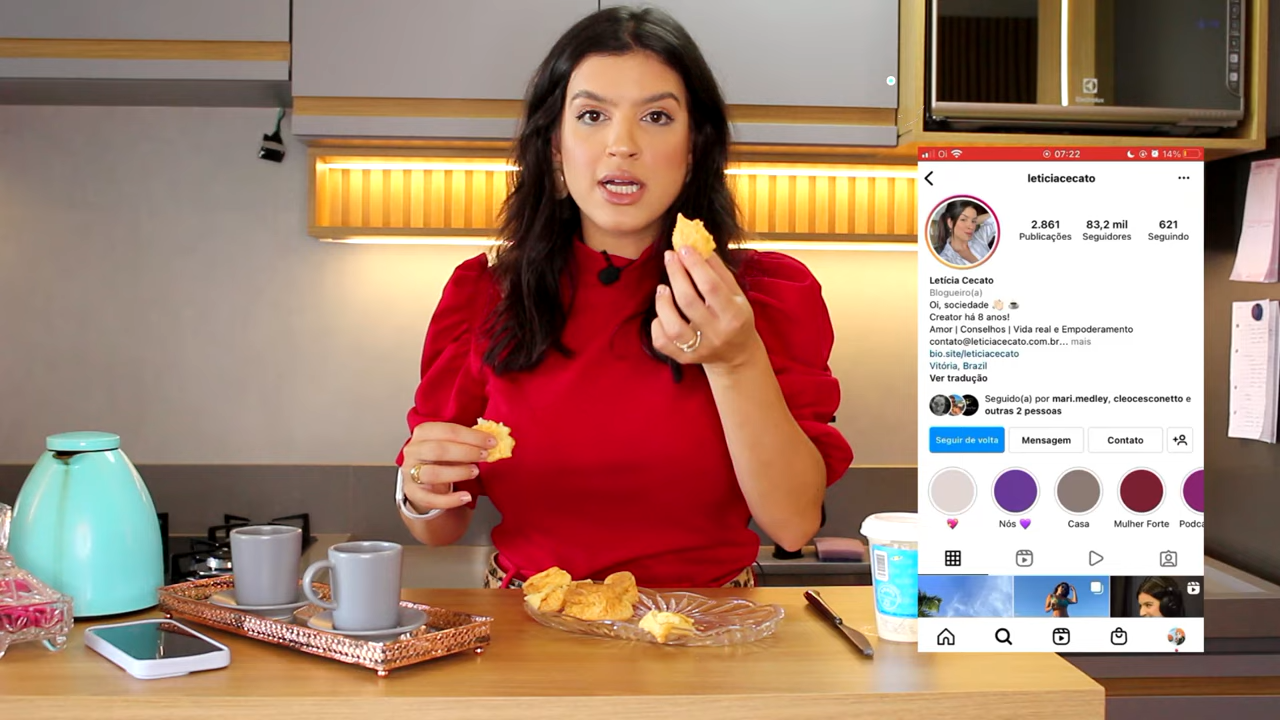 Electrolux
Oi 07:22 14%
leticiacecato
2.861 83,2 mil 621
Publicações Seguidores Seguindo
Letícia Cecato
Blogueiro(a)
Oi, sociedade
Creator há 8 anos!
Amor | Conselhos | Vida real e Empoderamento
contato@leticiacecato.com.br... mais
bio.site/leticiacecato
Vitória, Brazil
Ver tradução
Seguido(a) por mari.medley, cleocesconetto e
outras 2 pessoas
Seguir de volta Mensagem Contato
Nós Casa Mulher Forte Podca